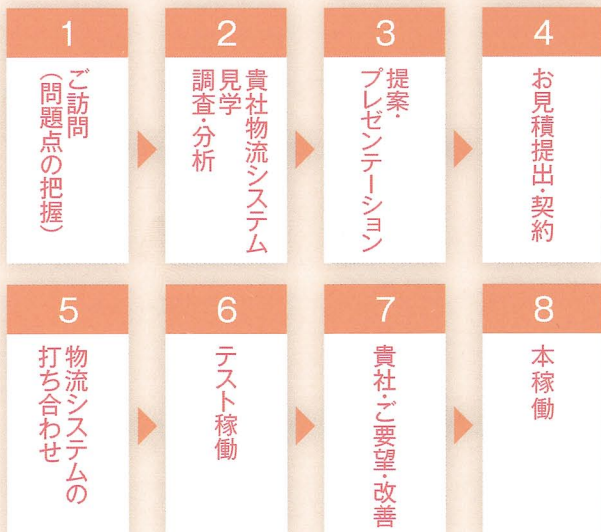 1
ご訪問
（問題点の把握）
2
貴社物流システム
見学
調査・分析
3
提案・
プレゼンテーション
4
お見積提出・契約
5
物流システムの
打ち合わせ
6
テスト稼働
7
貴社・ご要望・改善
8
本稼働